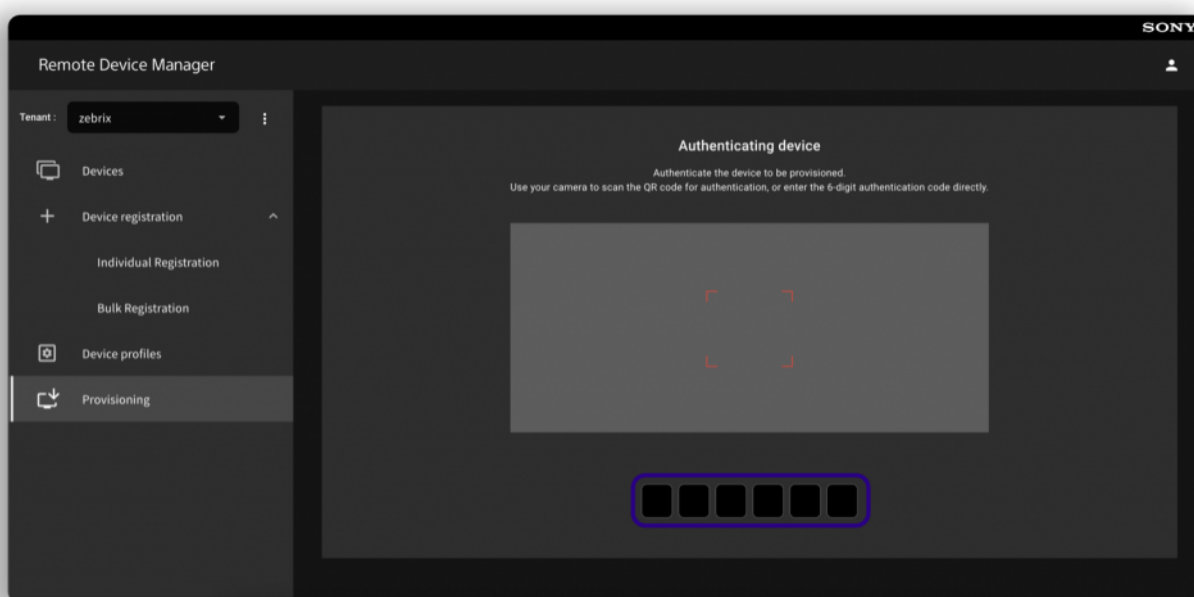 SONY
Remote Device Manager
Tenant :
zebrix
Devices
Device registration
Individual Registration
Bulk Registration
Device profiles
Provisioning
Authenticating device
Authenticate the device to be provisioned.
Use your camera to scan the QR code for authentication, or enter the 6-digit authentication code directly.